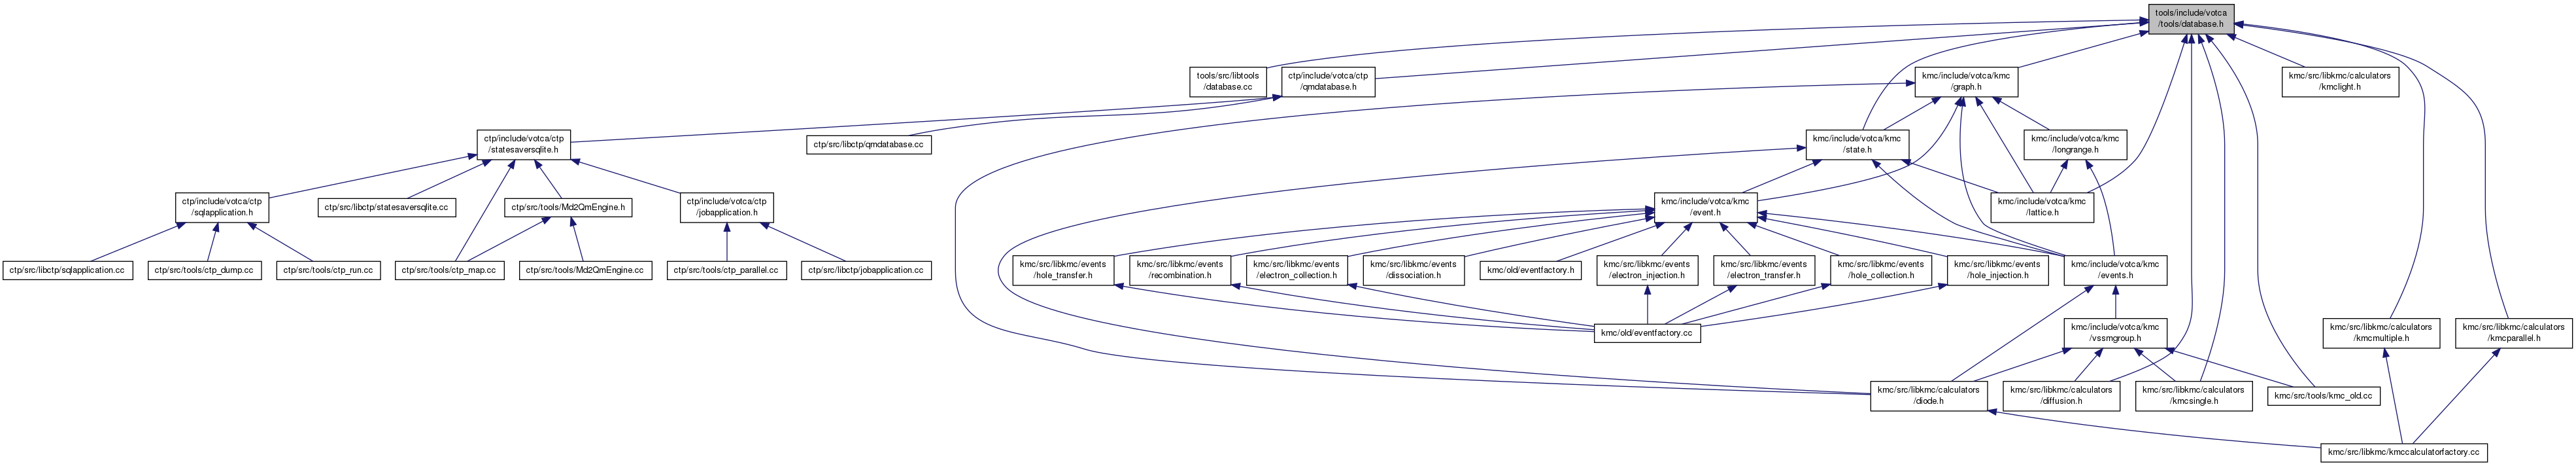 tools/include/votca
/tools/database.h
tools/src/libtools
/database.cc
ctp/include/votca/ctp
/qmdatabase.h
kmc/include/votca/kmc
/graph.h
kmc/src/libkmc/calculators
/kmclight.h
ctp/include/votca/ctp
/statesaversqlite.h
ctp/src/libctp/qmdatabase.cc
kmc/include/votca/kmc
/state.h
kmc/include/votca/kmc
/longrange.h
ctp/include/votca/ctp
/sqlapplication.h
ctp/src/libctp/statesaversqlite.cc
ctp/src/tools/Md2QmEngine.h
ctp/include/votca/ctp
/jobapplication.h
kmc/include/votca/kmc
/event.h
kmc/include/votca/kmc
/lattice.h
ctp/src/libctp/sqlapplication.cc
ctp/src/tools/ctp_dump.cc
ctp/src/tools/ctp_run.cc
ctp/src/tools/ctp_map.cc
ctp/src/tools/Md2QmEngine.cc
ctp/src/tools/ctp_parallel.cc
ctp/src/libctp/jobapplication.cc
kmc/src/libkmc/events
/hole_transfer.h
kmc/src/libkmc/events
/recombination.h
kmc/src/libkmc/events
/electron_collection.h
kmc/src/libkmc/events
/dissociation.h
kmc/old/eventfactory.h
kmc/src/libkmc/events
/electron_injection.h
kmc/src/libkmc/events
/electron_transfer.h
kmc/src/libkmc/events
/hole_collection.h
kmc/src/libkmc/events
/hole_injection.h
kmc/include/votca/kmc
/events.h
kmc/old/eventfactory.cc
kmc/include/votca/kmc
/vssmgroup.h
kmc/src/libkmc/calculators
/kmcmultiple.h
kmc/src/libkmc/calculators
/kmcparallel.h
kmc/src/libkmc/calculators
/diode.h
kmc/src/libkmc/calculators
/diffusion.h
kmc/src/libkmc/calculators
/kmcsingle.h
kmc/src/tools/kmc_old.cc
kmc/src/libkmc/kmccalculatorfactory.cc